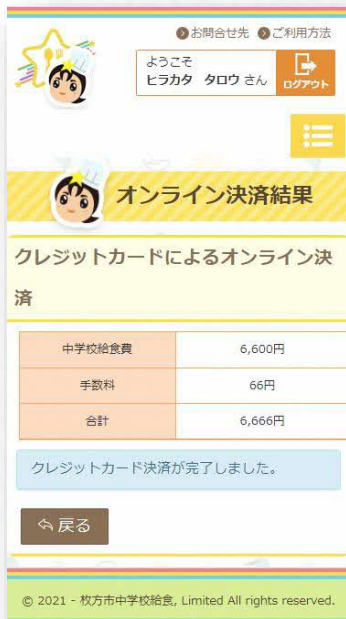 お問合せ先 ご利用方法
ようこそ
ヒラカタ タロウ さん
ログアウト
オンライン決済結果
クレジットカードによるオンライン決
済
中学校給食費 6,600円
手数料 66円
合計 6,666円
クレジットカード決済が完了しました。
戻る
© 2021 - 枚方市中学校給食, Limited All rights reserved.